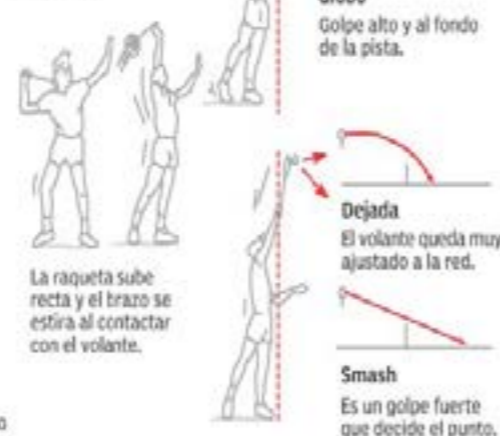 Golpe alto y al fondo
de la pista.
La raqueta sube
recta y el brazo se
estira al contactar
con el volante.
Dejada
El volante queda muy
ajustado a la red.
Smash
Es un golpe fuerte
que decide el punto.